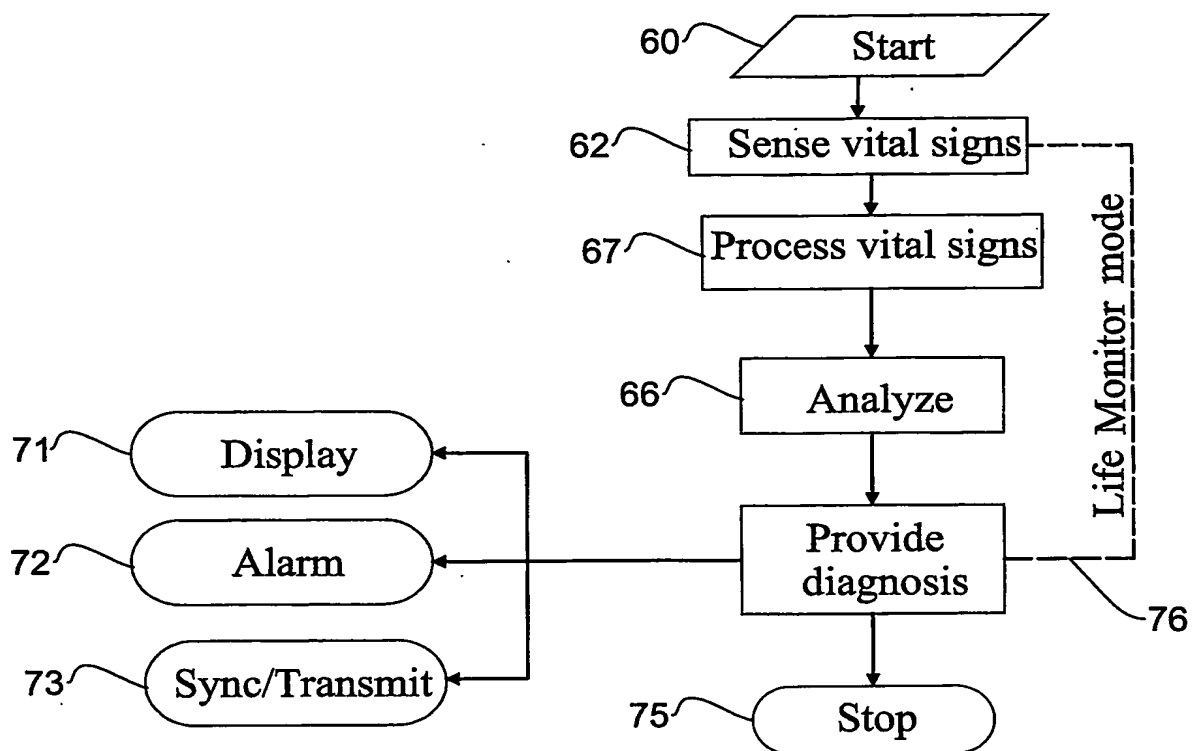 60
Start
62
Sense vital signs
67
Process vital signs
Life Monitor mode
66
Analyze
71
Display
72
Alarm
Provide
diagnosis
76
73
Sync/Transmit
75
Stop